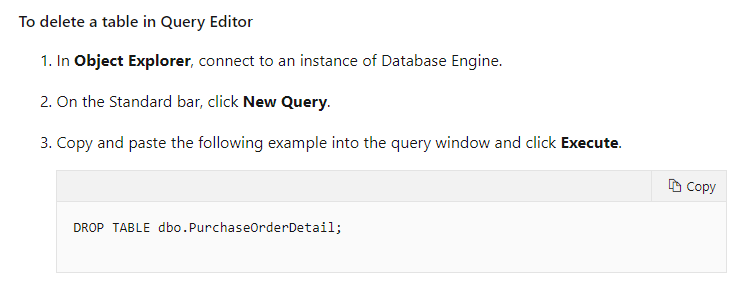 To delete a table in Query Editor
1. In Object Explorer, connect to an instance of Database Engine.
2. On the Standard bar, click New Query.
3. Copy and paste the following example into the query window and click Execute.
Copy
DROP TABLE dbo.PurchaseOrderDetail;